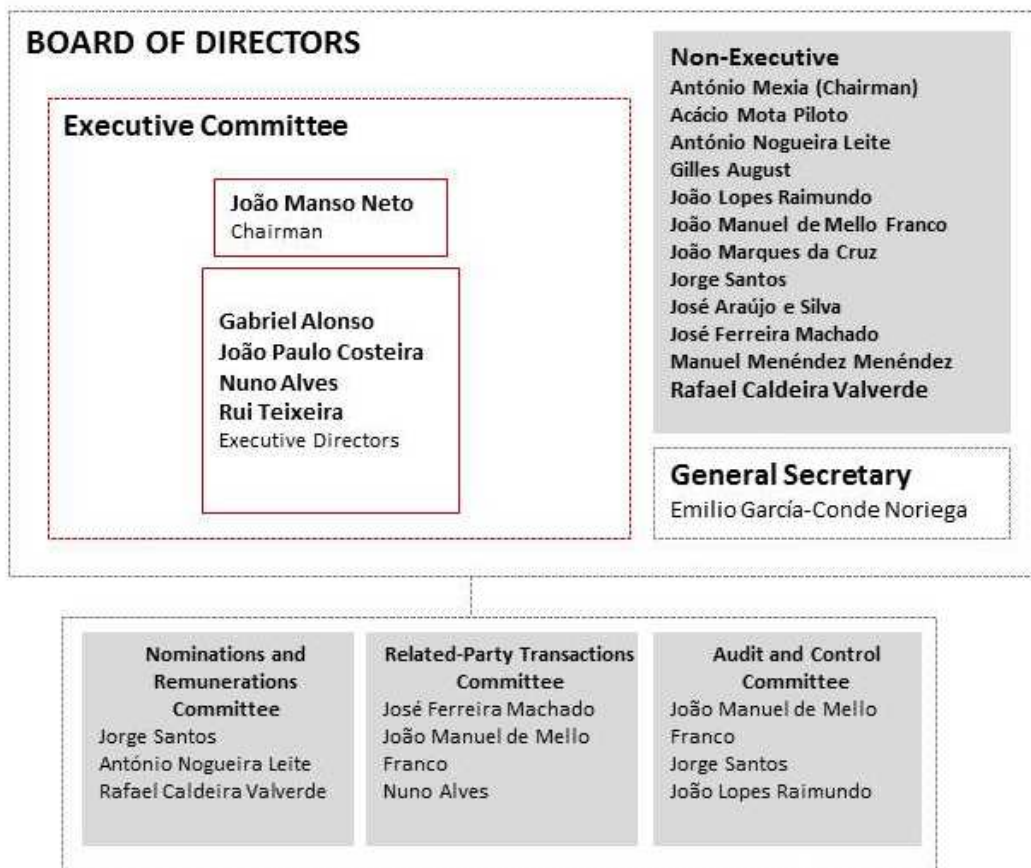 BOARD OF DIRECTORS
Executive Committee
João Manso Neto
Chairman
Gabriel Alonso
João Paulo Costeira
Nuno Alves
Rui Teixeira
Executive Directors
Non-Executive
António Mexia (Chairman)
Acácio Mota Piloto
António Nogueira Leite
Gilles August
João Lopes Raimundo
João Manuel de Mello Franco
João Marques da Cruz
Jorge Santos
José Araújo e Silva
José Ferreira Machado
Manuel Menéndez Menéndez
Rafael Caldeira Valverde
General Secretary
Emilio García-Conde Noriega
Nominations and
Remunerations
Committee
Jorge Santos
António Nogueira Leite
Rafael Caldeira Valverde
Related-Party Transactions
Committee
José Ferreira Machado
João Manuel de Mello
Franco
Nuno Alves
Audit and Control
Committee
João Manuel de Mello
Franco
Jorge Santos
João Lopes Raimundo